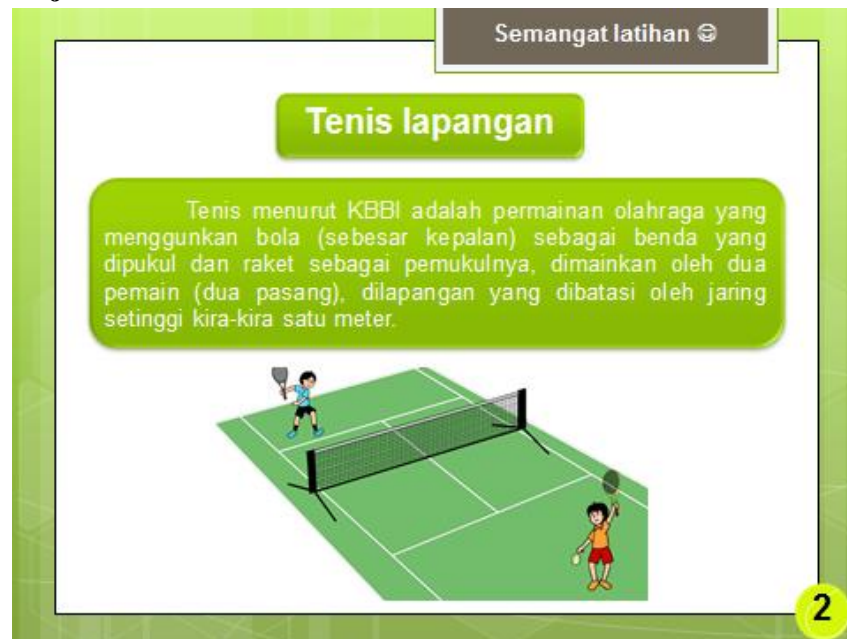 Semangat latihan 😊
Tenis lapangan
Tenis menurut KBBI adalah permainan olahraga yang
menggunkan bola (sebesar kepalan) sebagai benda yang
dipukul dan raket sebagai pemukulnya, dimainkan oleh dua
pemain (dua pasang), dilapangan yang dibatasi oleh jaring
setinggi kira-kira satu meter.
2